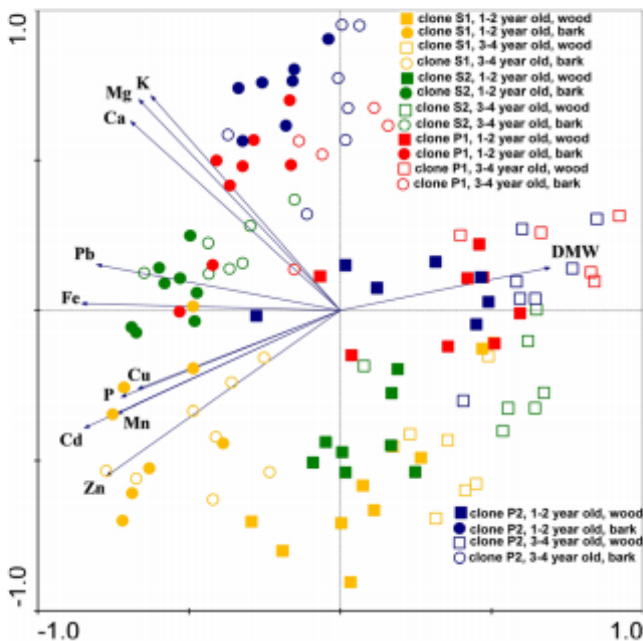 1.0
clone S1, 1-2 year old, wood
clone S1, 1-2 year old, bark
clone S1, 3-4 year old, wood
clone S1, 3-4 year old, bark
clone S2, 1-2 year old, wood
clone S2, 1-2 year old, bark
clone S2, 3-4 year old, wood
clone S2, 3-4 year old, bark
clone P1, 1-2 year old, wood
clone P1, 1-2 year old, bark
clone P1, 3-4 year old, wood
clone P1, 3-4 year old, bark
K
Mg
Ca
Pb
DMW
Fe
Cu
P
Mn
Cd
Zn
clone P2, 1-2 year old, wood
clone P2, 1-2 year old, bark
clone P2, 3-4 year old, wood
clone P2, 3-4 year old, bark
-1.0
-1.0
1.0